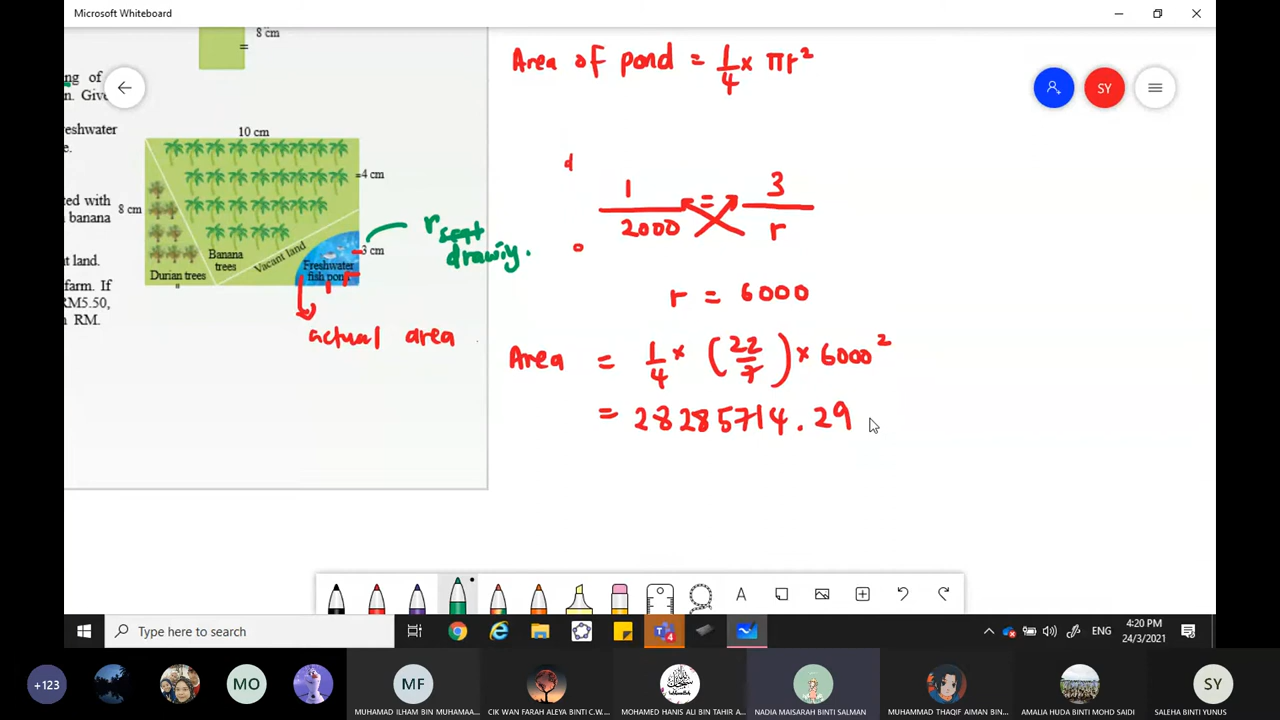 Microsoft Whiteboard
8 cm
=
ng of
n. Give
reshwater
e.
ted with
banana
t land.
farm. If
RM5.50,
n RM.
10 cm
4 cm
8 cm
3 cm
Durian trees
Banana
trees
Vacant land
Freshwater
fish pond
r
drawing.
actual area
Area of pond = 1/4 × πr²
d
1/2000 = 3/r
o
r = 6000
Area = 1/4 × (22/7) × 6000²
= 28285714.29
SY
A
Type here to search
4
ENG
4:20 PM
24/3/2021
+123
MO
MF
SY
MUHAMAD ILHAM BIN MUHAMAA...
CIK WAN FARAH ALEYA BINTI C.W...
MOHAMED HANIS ALI BIN TAHIR A...
NADIA MAISARAH BINTI SALMAN
MUHAMMAD THAQIF AIMAN BIN...
AMALIA HUDA BINTI MOHD SAIDI
SALEHA BINTI YUNUS